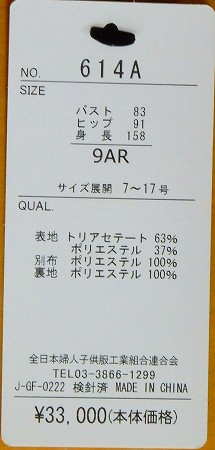 NO. 614A
SIZE
バスト 83
ヒップ 91
身長 158
9AR
サイズ展開 7〜17号
QUAL.
表地 トリアセテート 63%
ポリエステル 37%
別布 ポリエステル 100%
裏地 ポリエステル 100%
全日本婦人子供服工業組合連合会
TEL03-3866-1299
J-GF-0222 検針済 MADE IN CHINA
¥33,000(本体価格)